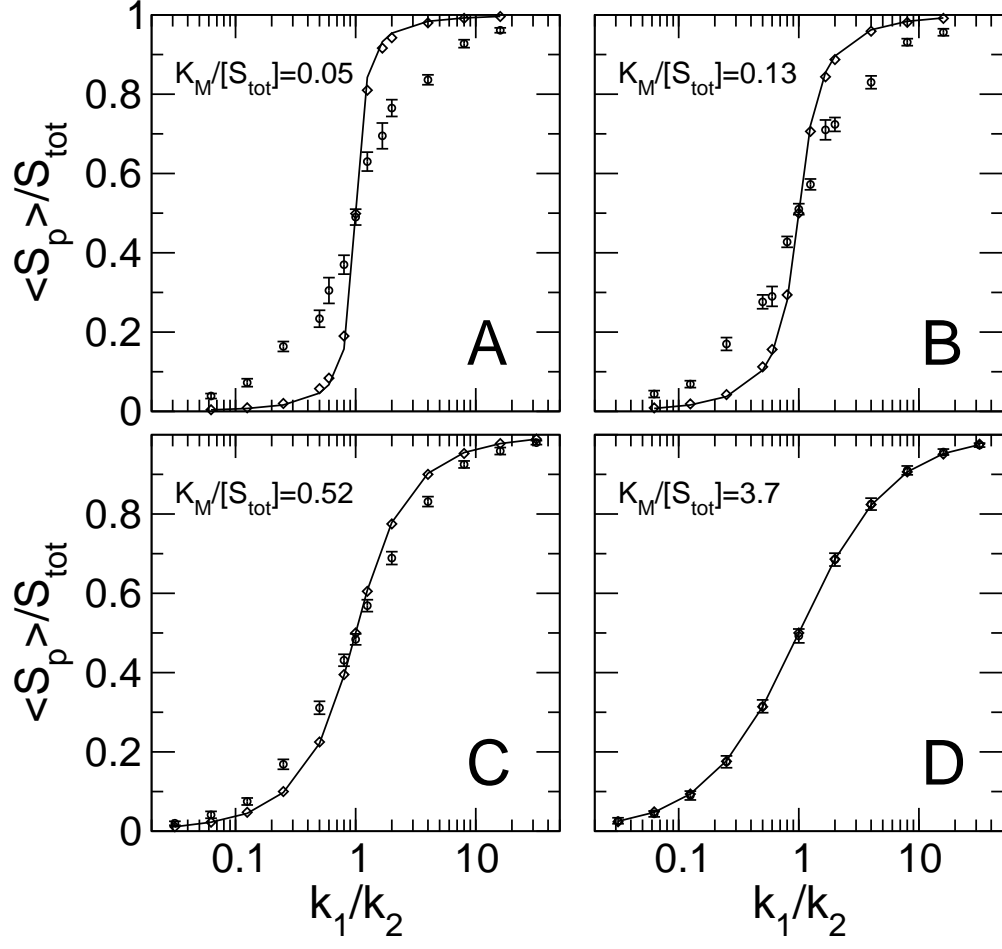 1
0.8
0.6
0.4
0.2
0
<S_p>/S_tot
K_M/[S_tot]=0.05
A
K_M/[S_tot]=0.13
B
0.8
0.6
0.4
0.2
0
<S_p>/S_tot
K_M/[S_tot]=0.52
C
K_M/[S_tot]=3.7
D
0.1 1 10
0.1 1 10
k_1/k_2
k_1/k_2